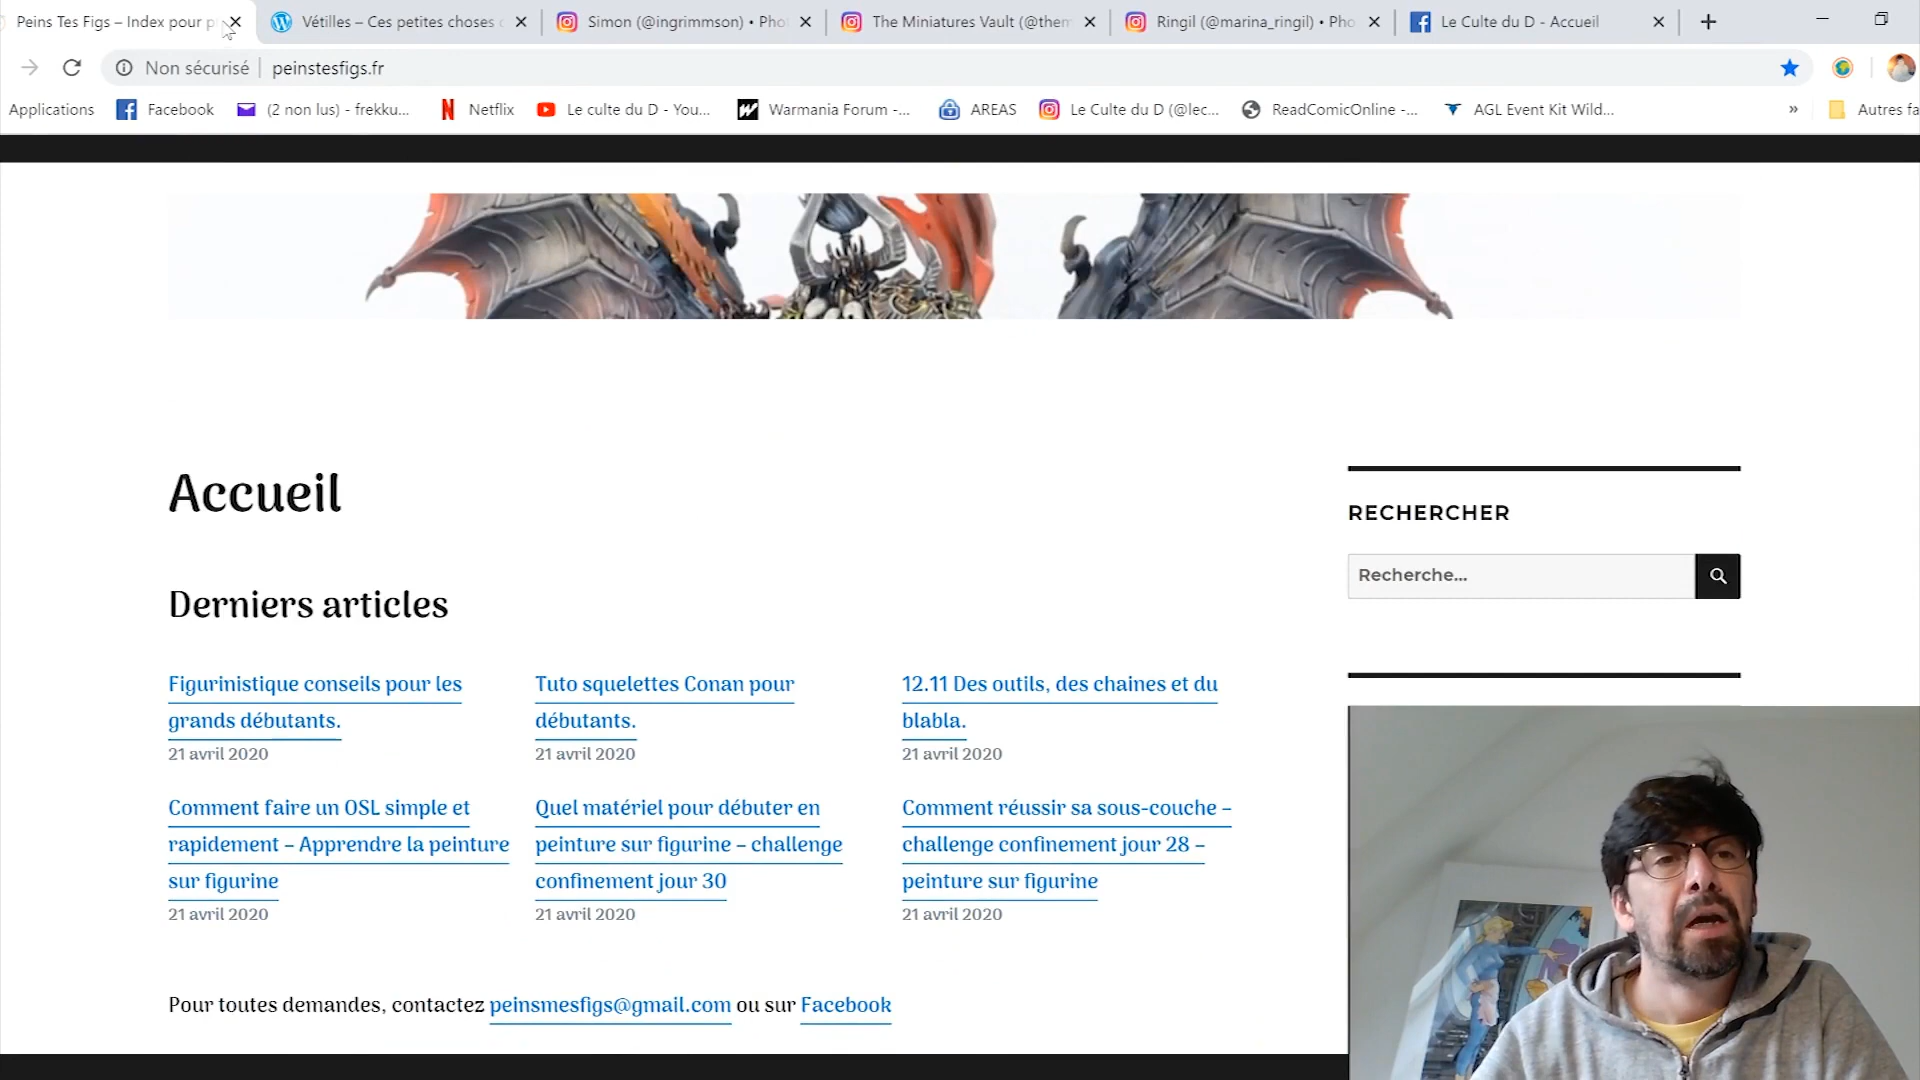 Peins Tes Figs – Index pour p
Vétilles – Ces petites choses
Simon (@ingrimmson) • Pho
The Miniatures Vault (@them
Ringil (@marina_ringil) • Pho
Le Culte du D - Accueil
Non sécurisé
peinstesfigs.fr
Applications
Facebook
(2 non lus) - frekku...
Netflix
Le culte du D - You...
Warmania Forum -...
AREAS
Le Culte du D (@lec...
ReadComicOnline -...
AGL Event Kit Wild...
»
Autres fa
Accueil
RECHERCHER
Recherche...
Derniers articles
Figurinistique conseils pour les
grands débutants.
21 avril 2020
Tuto squelettes Conan pour
débutants.
21 avril 2020
12.11 Des outils, des chaines et du
blabla.
21 avril 2020
Comment faire un OSL simple et
rapidement – Apprendre la peinture
sur figurine
21 avril 2020
Quel matériel pour débuter en
peinture sur figurine – challenge
confinement jour 30
21 avril 2020
Comment réussir sa sous-couche –
challenge confinement jour 28 –
peinture sur figurine
21 avril 2020
Pour toutes demandes, contactez peinsmesfigs@gmail.com ou sur Facebook